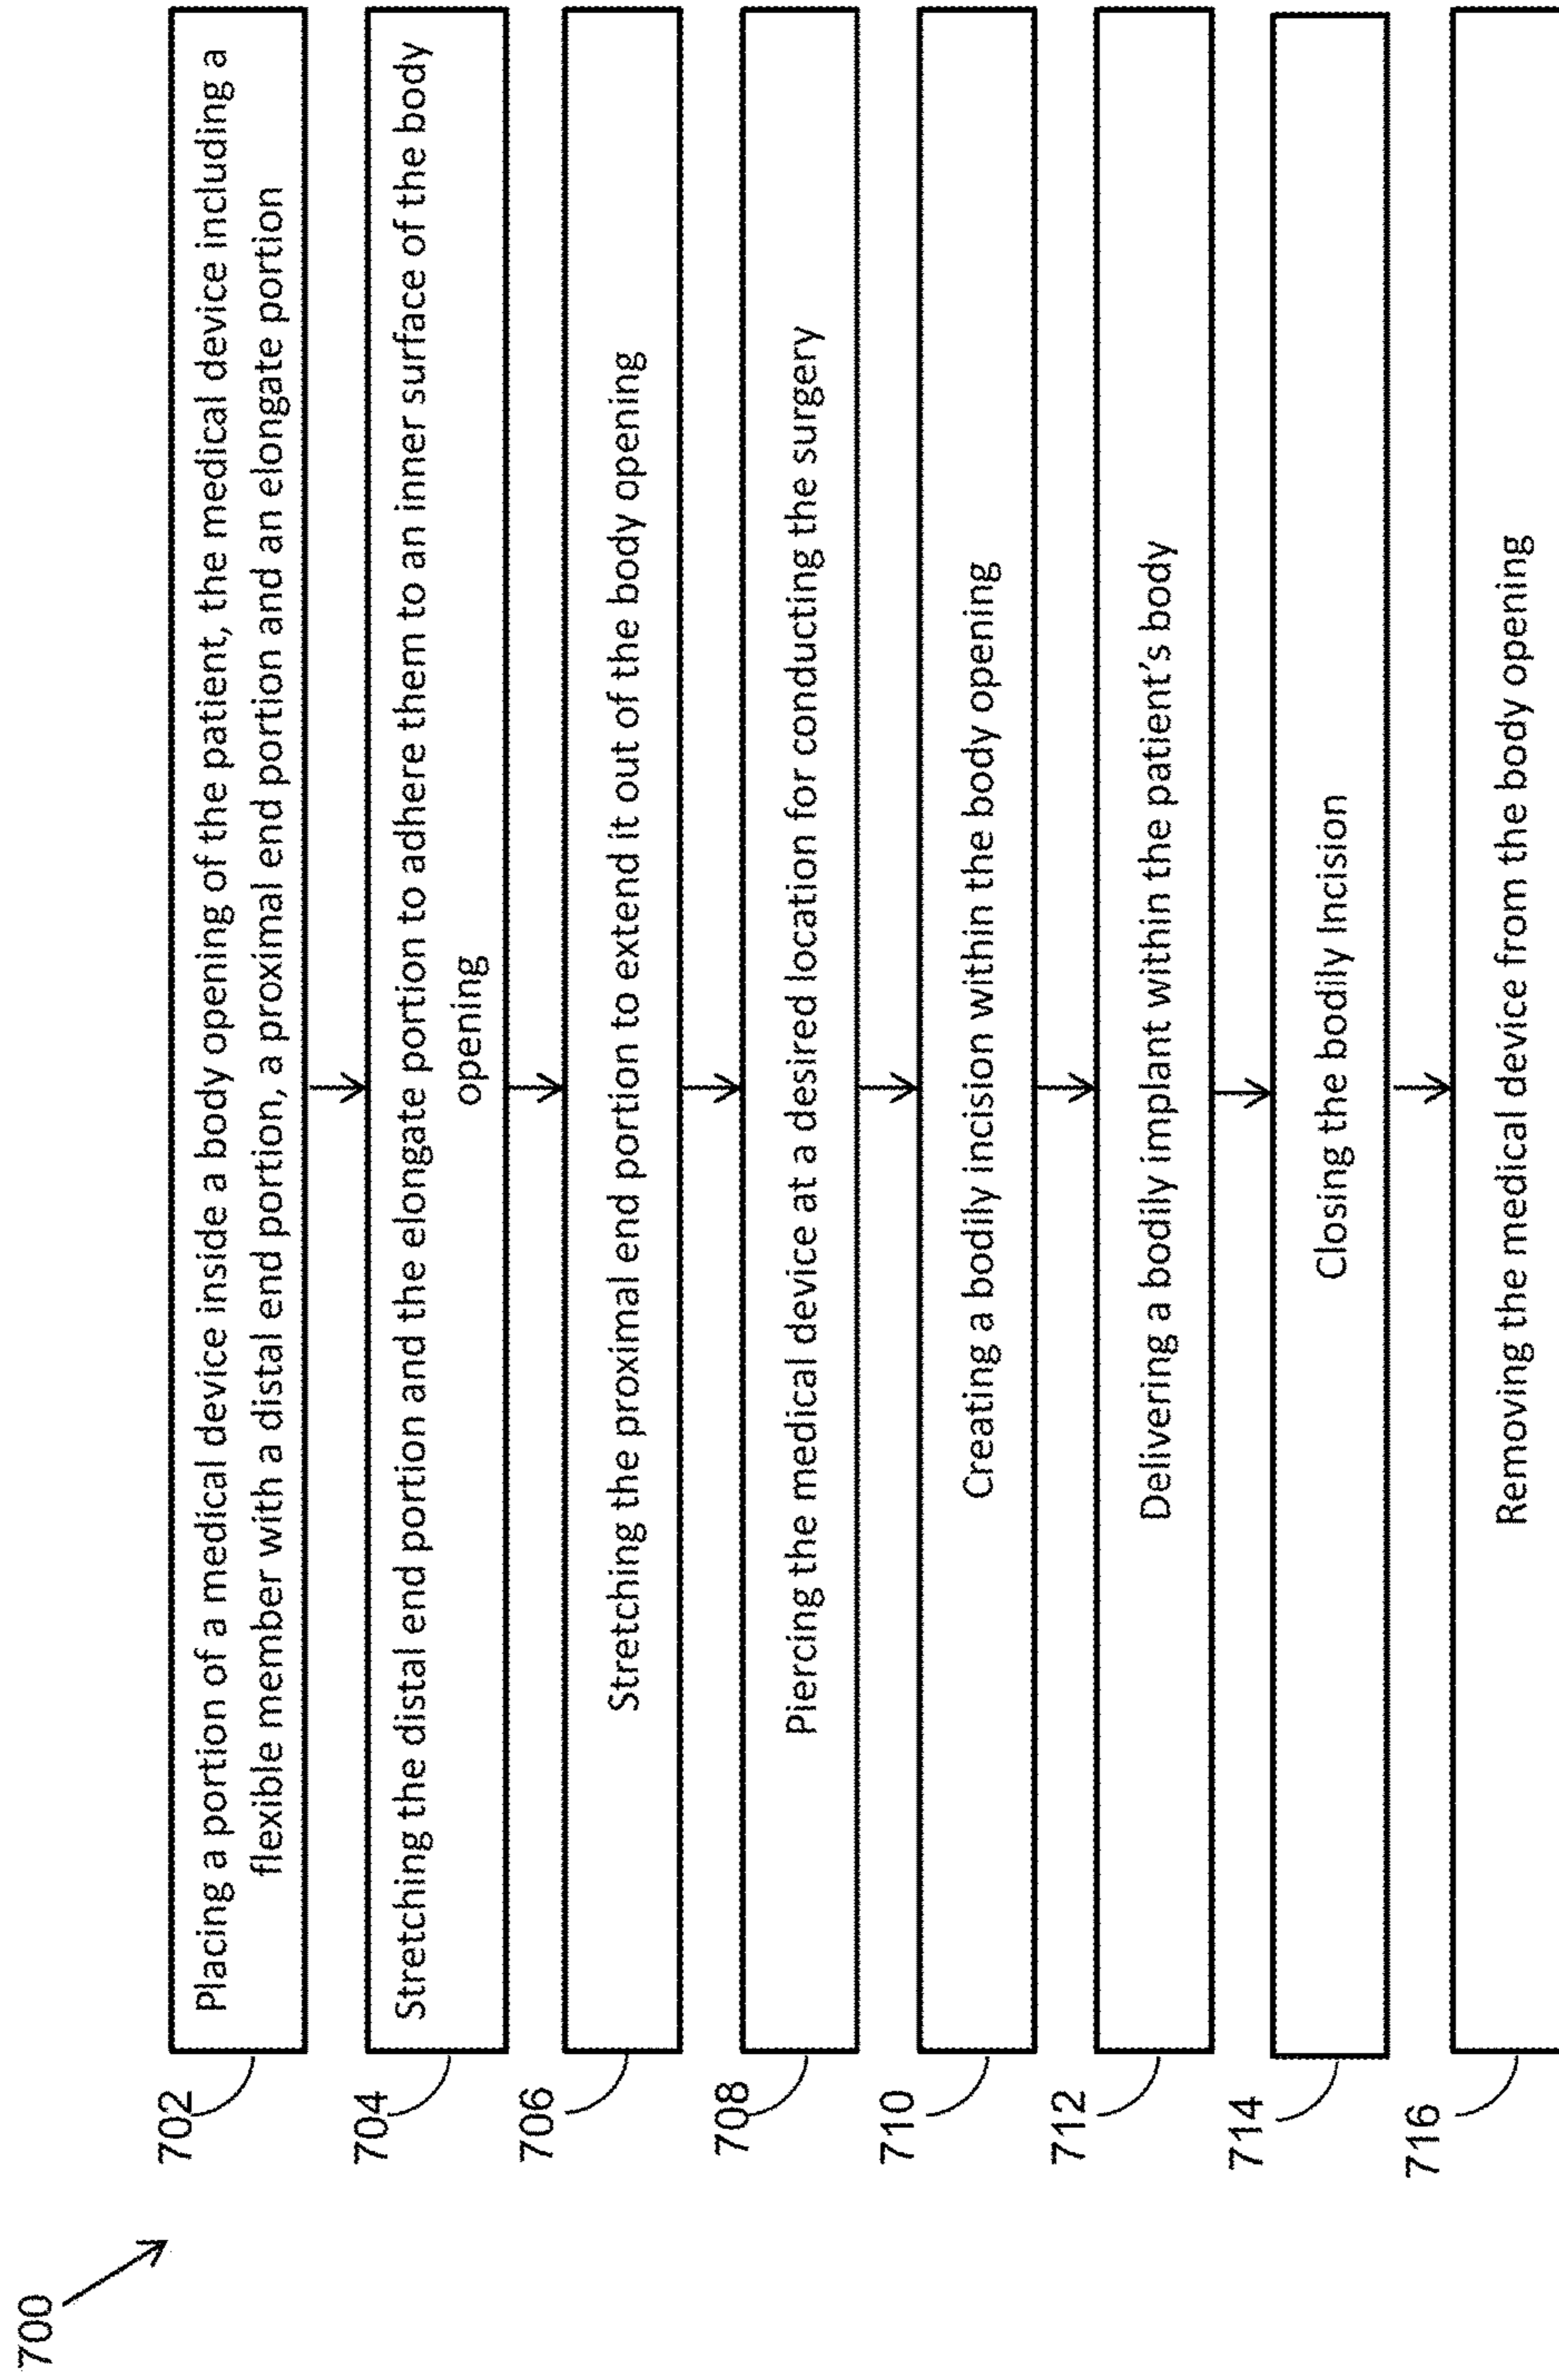 700
702
Placing a portion of a medical device inside a body opening of the patient, the medical device including a
flexible member with a distal end portion, a proximal end portion and an elongate portion
704
Stretching the distal end portion and the elongate portion to adhere them to an inner surface of the body
opening
706
Stretching the proximal end portion to extend it out of the body opening
708
Piercing the medical device at a desired location for conducting the surgery
710
Creating a bodily incision within the body opening
712
Delivering a bodily implant within the patient's body
714
Closing the bodily Incision
716
Removing the medical device from the body opening